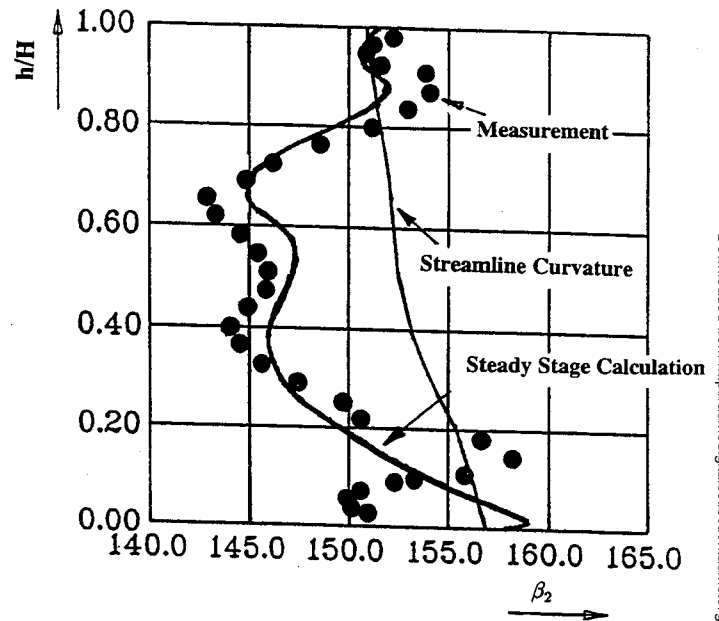 h/H
1.00
0.80
0.60
0.40
0.20
0.00
140.0 145.0 150.0 155.0 160.0 165.0
β₂
Measurement
Streamline Curvature
Steady Stage Calculation